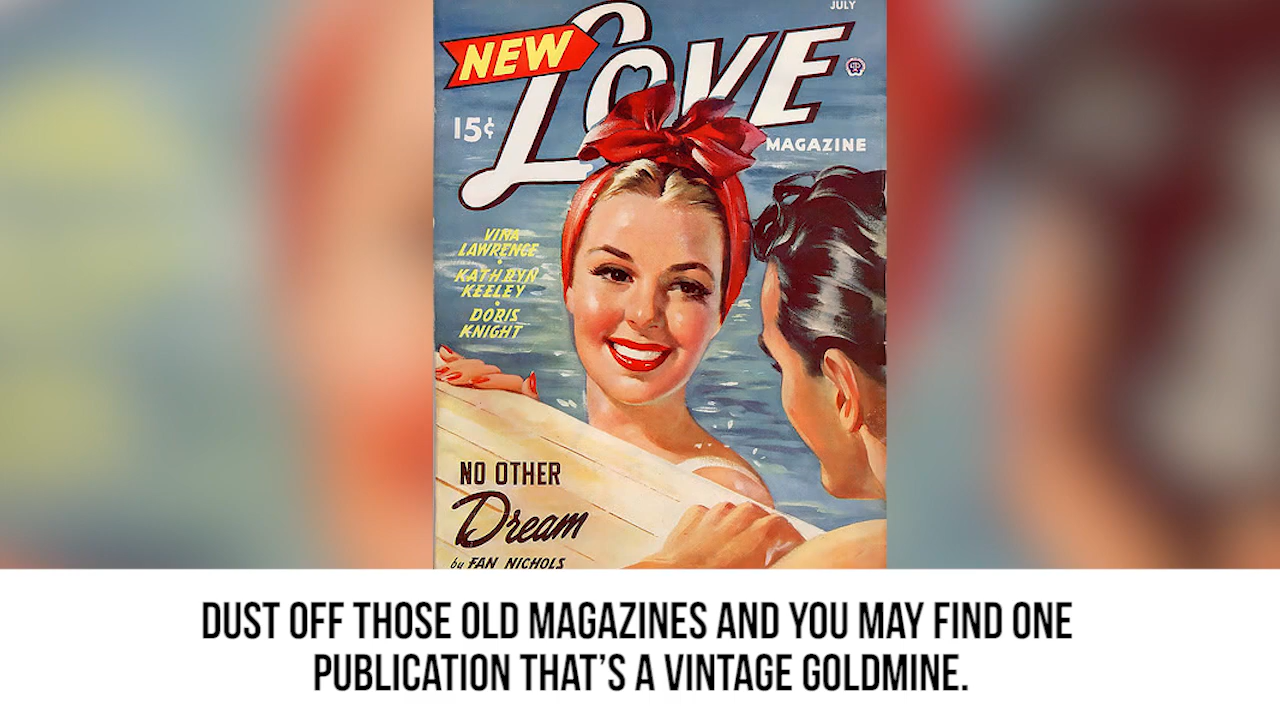 JULY
NEW
LOVE
15¢
MAGAZINE
VINA
LAWRENCE
•
KATHRYN
KEELEY
•
DORIS
KNIGHT
NO OTHER
Dream
by FAN NICHOLS
DUST OFF THOSE OLD MAGAZINES AND YOU MAY FIND ONE
PUBLICATION THAT'S A VINTAGE GOLDMINE.